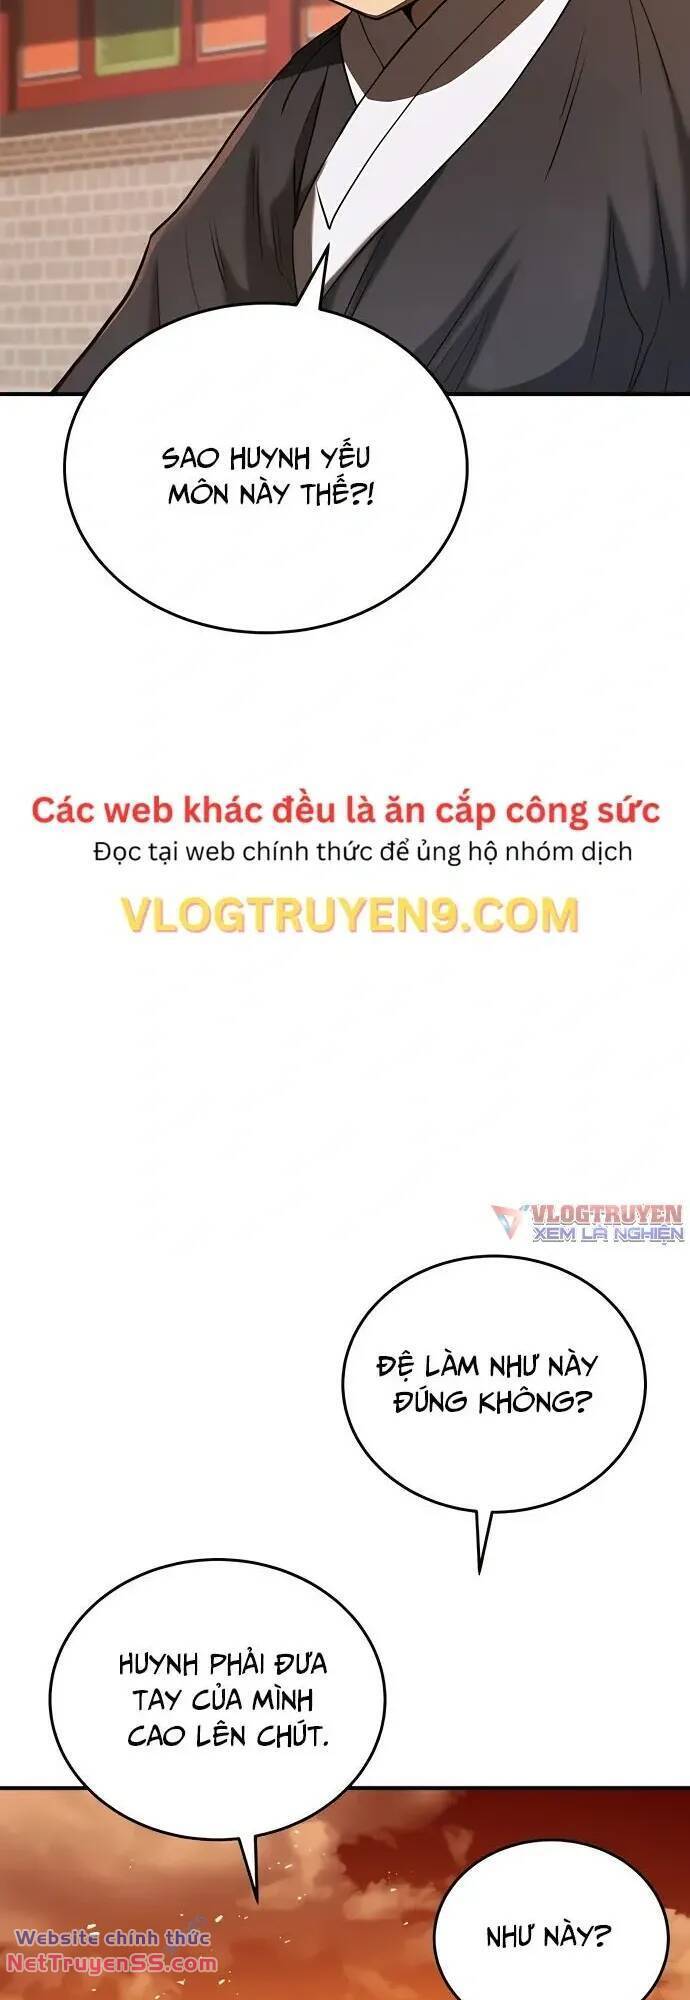 SAO HUYNH YẾU
MÔN NÀY THẾ?!
Các web khác đều là ăn cắp công sức
Đọc tại web chính thức để ủng hộ nhóm dịch
VLOGTRUYEN9.COM
VLOGTRUYEN
XEM LÀ NGHIỆN
ĐỆ LÀM NHƯ NÀY
ĐÚNG KHÔNG?
HUYNH PHẢI ĐƯA
TAY CỦA MÌNH
CAO LÊN CHÚT.
NHƯ NÀY?
Website chính thức
NetTruyenSS.com